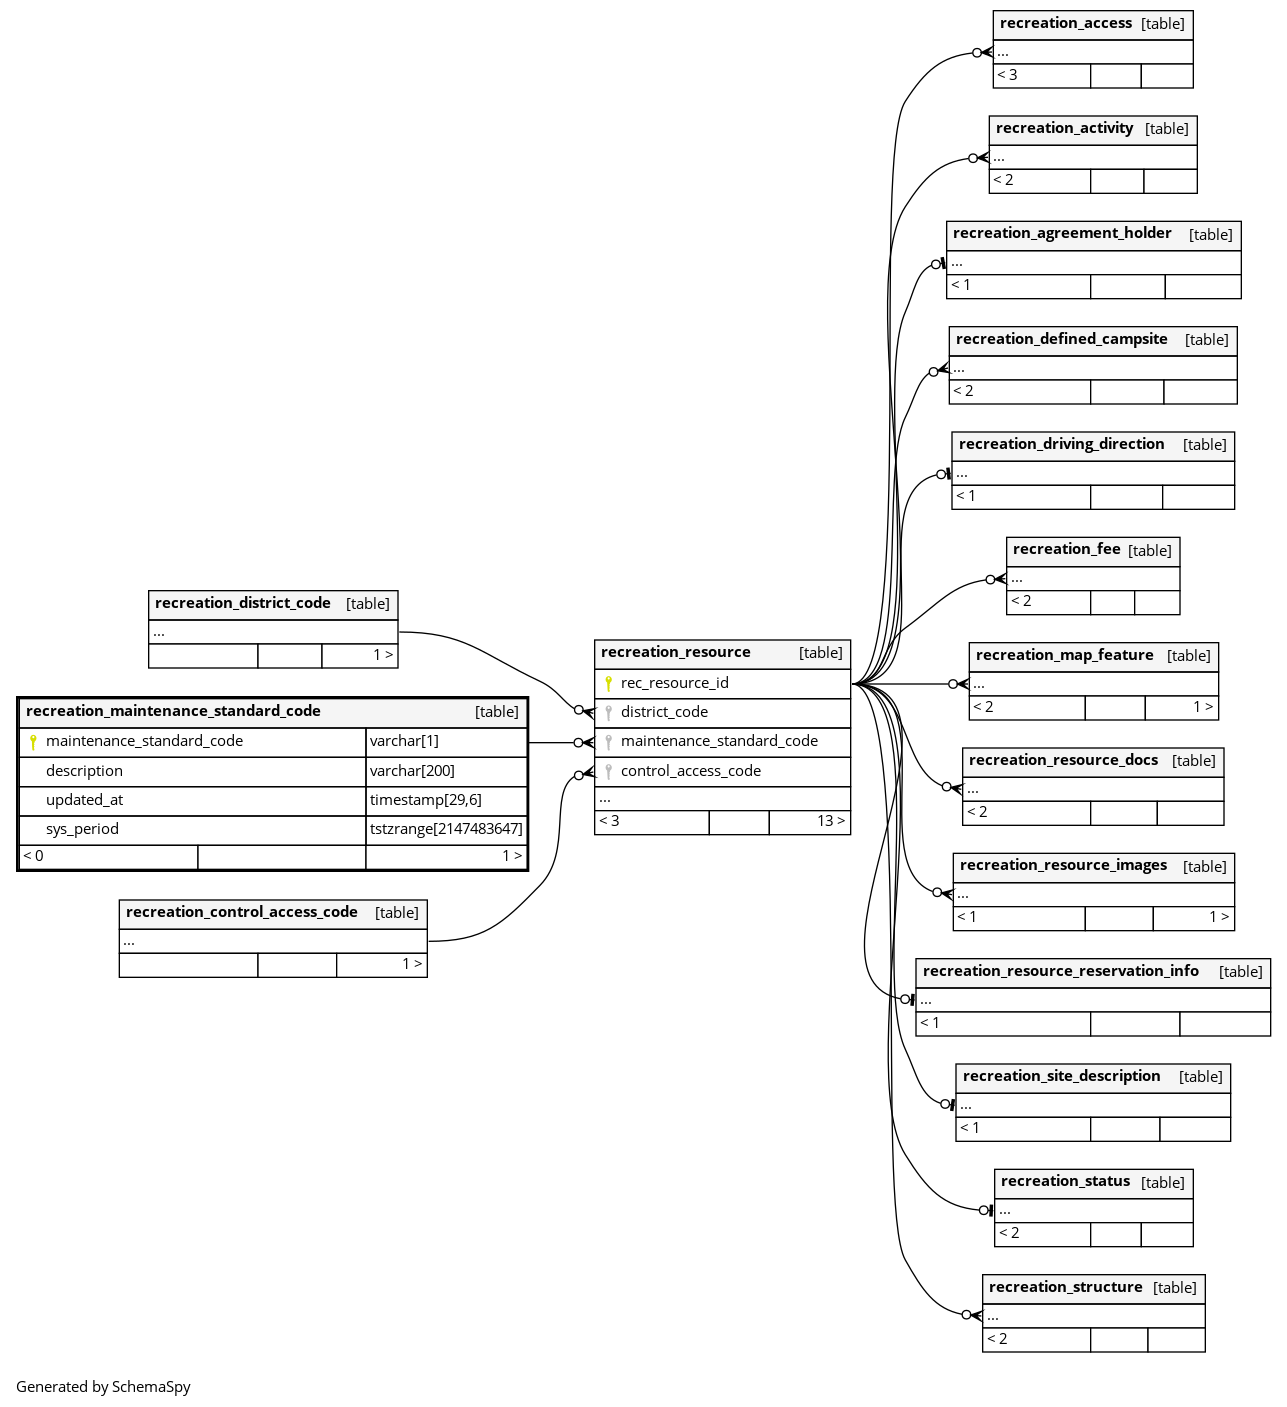 recreation_access [table]
...
< 3
recreation_activity [table]
...
< 2
recreation_agreement_holder [table]
...
< 1
recreation_defined_campsite [table]
...
< 2
recreation_driving_direction [table]
...
< 1
recreation_fee [table]
...
< 2
recreation_district_code [table]
...
1 >
recreation_maintenance_standard_code [table]
maintenance_standard_code varchar[1]
description varchar[200]
updated_at timestamp[29,6]
sys_period tstzrange[2147483647]
< 0 1 >
recreation_control_access_code [table]
...
1 >
recreation_resource [table]
rec_resource_id
district_code
maintenance_standard_code
control_access_code
...
< 3 13 >
recreation_map_feature [table]
...
< 2 1 >
recreation_resource_docs [table]
...
< 2
recreation_resource_images [table]
...
< 1 1 >
recreation_resource_reservation_info [table]
...
< 1
recreation_site_description [table]
...
< 1
recreation_status [table]
...
< 2
recreation_structure [table]
...
< 2
Generated by SchemaSpy